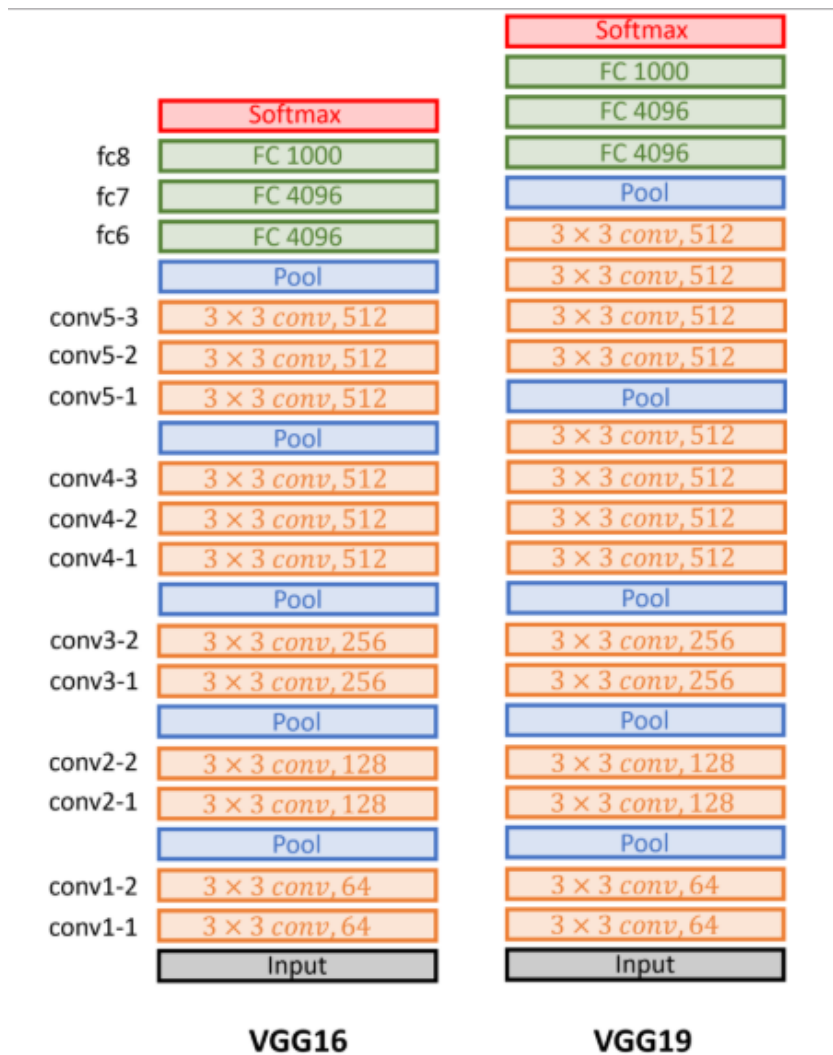 Softmax
FC 1000
FC 4096
FC 4096
Pool
3 × 3 conv, 512
3 × 3 conv, 512
3 × 3 conv, 512
3 × 3 conv, 512
Pool
3 × 3 conv, 512
3 × 3 conv, 512
3 × 3 conv, 512
3 × 3 conv, 512
Pool
3 × 3 conv, 256
3 × 3 conv, 256
Pool
3 × 3 conv, 128
3 × 3 conv, 128
Pool
3 × 3 conv, 64
3 × 3 conv, 64
Input
VGG19
Softmax
fc8 FC 1000
fc7 FC 4096
fc6 FC 4096
Pool
conv5-3 3 × 3 conv, 512
conv5-2 3 × 3 conv, 512
conv5-1 3 × 3 conv, 512
Pool
conv4-3 3 × 3 conv, 512
conv4-2 3 × 3 conv, 512
conv4-1 3 × 3 conv, 512
Pool
conv3-2 3 × 3 conv, 256
conv3-1 3 × 3 conv, 256
Pool
conv2-2 3 × 3 conv, 128
conv2-1 3 × 3 conv, 128
Pool
conv1-2 3 × 3 conv, 64
conv1-1 3 × 3 conv, 64
Input
VGG16